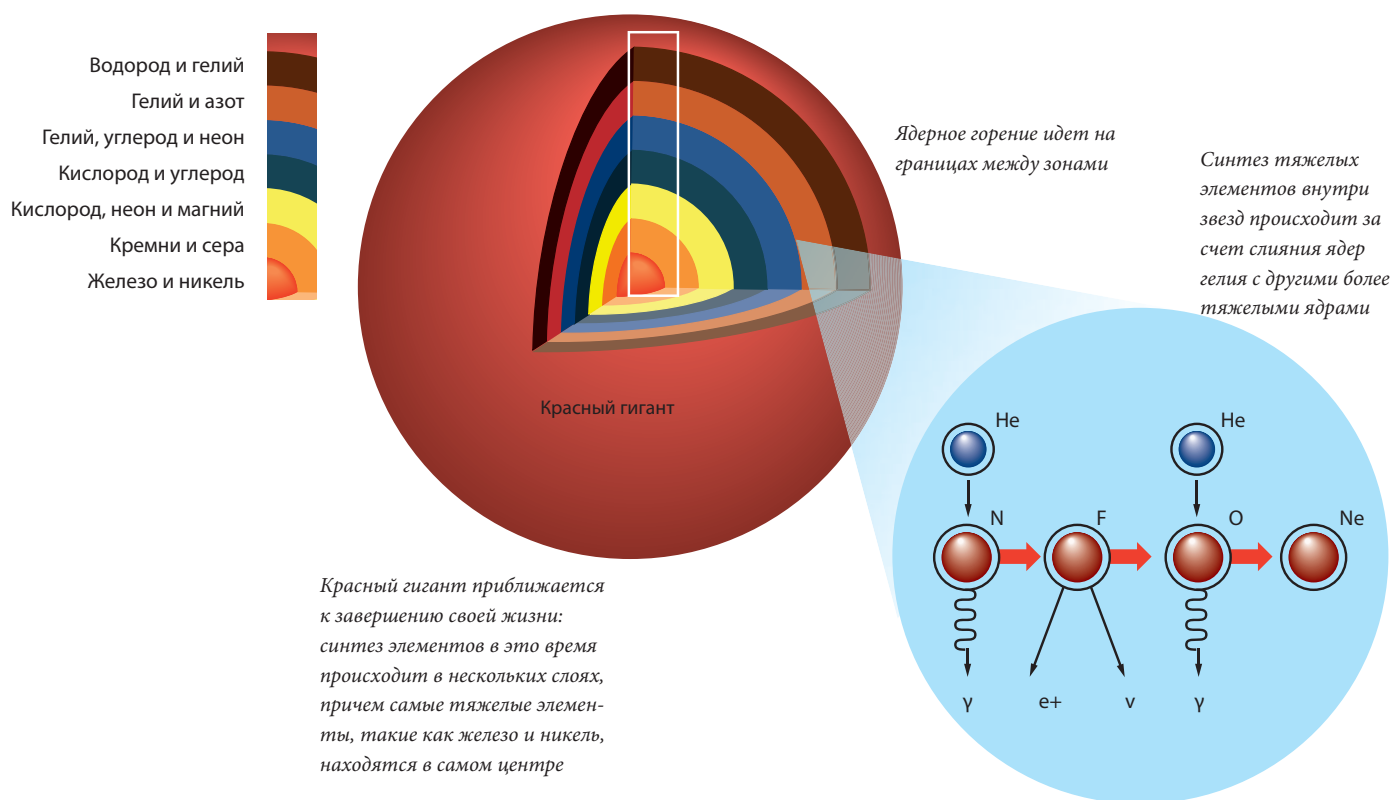 Водород и гелий
Гелий и азот
Гелий, углерод и неон
Кислород и углерод
Кислород, неон и магний
Кремни и сера
Железо и никель
Красный гигант
Ядерное горение идет на
границах между зонами
Синтез тяжелых
элементов внутри
звезд происходит за
счет слияния ядер
гелия с другими более
тяжелыми ядрами
Красный гигант приближается
к завершению своей жизни:
синтез элементов в это время
происходит в нескольких слоях,
причем самые тяжелые элемен-
ты, такие как железо и никель,
находятся в самом центре
He He
N F O Ne
γ e+ ν γ